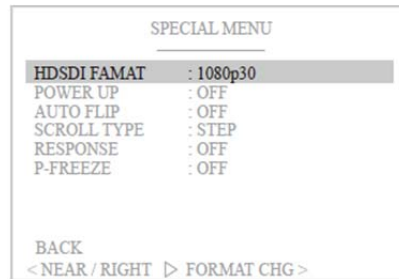 SPECIAL MENU
HDSDI FAMAT : 1080p30
POWER UP : OFF
AUTO FLIP : OFF
SCROLL TYPE : STEP
RESPONSE : OFF
P-FREEZE : OFF
BACK
< NEAR / RIGHT ▷ FORMAT CHG >